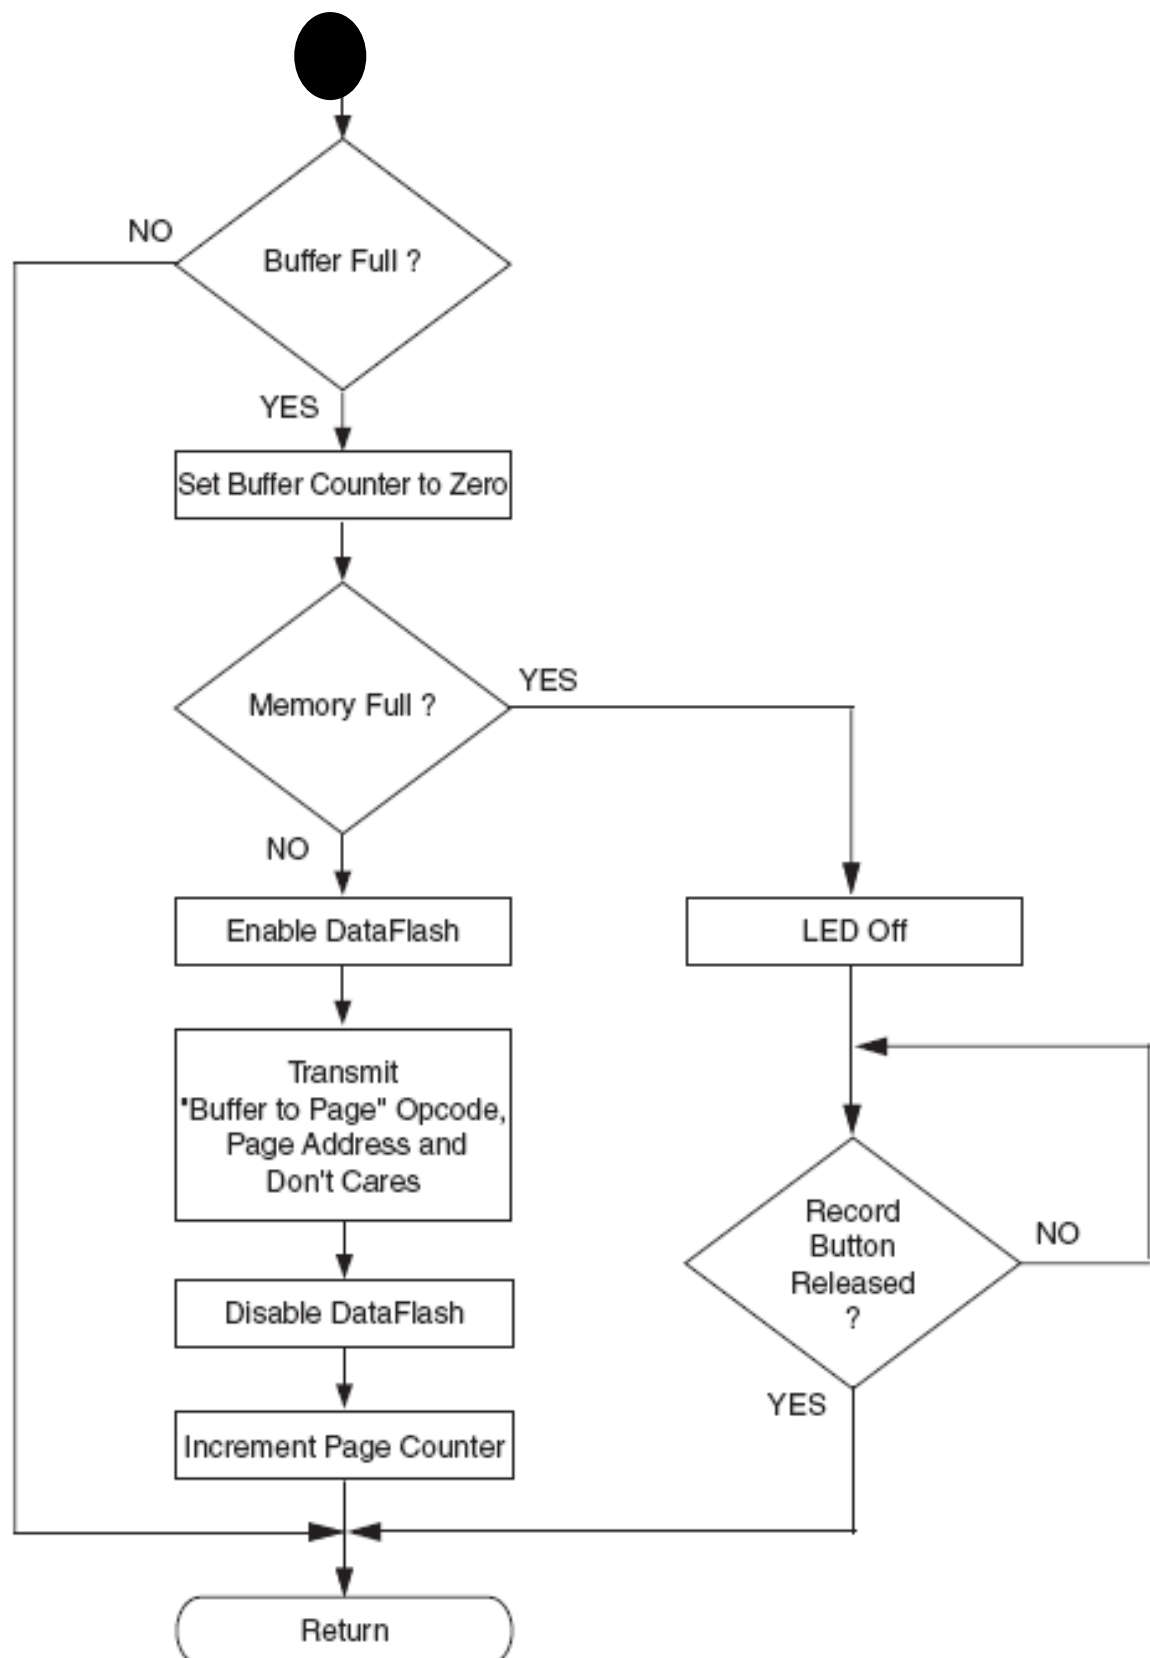 NO
Buffer Full ?
YES
Set Buffer Counter to Zero
YES
Memory Full ?
NO
Enable DataFlash
LED Off
Transmit
"Buffer to Page" Opcode,
Page Address and
Don't Cares
Record
Button
Released
?
NO
Disable DataFlash
YES
Increment Page Counter
Return